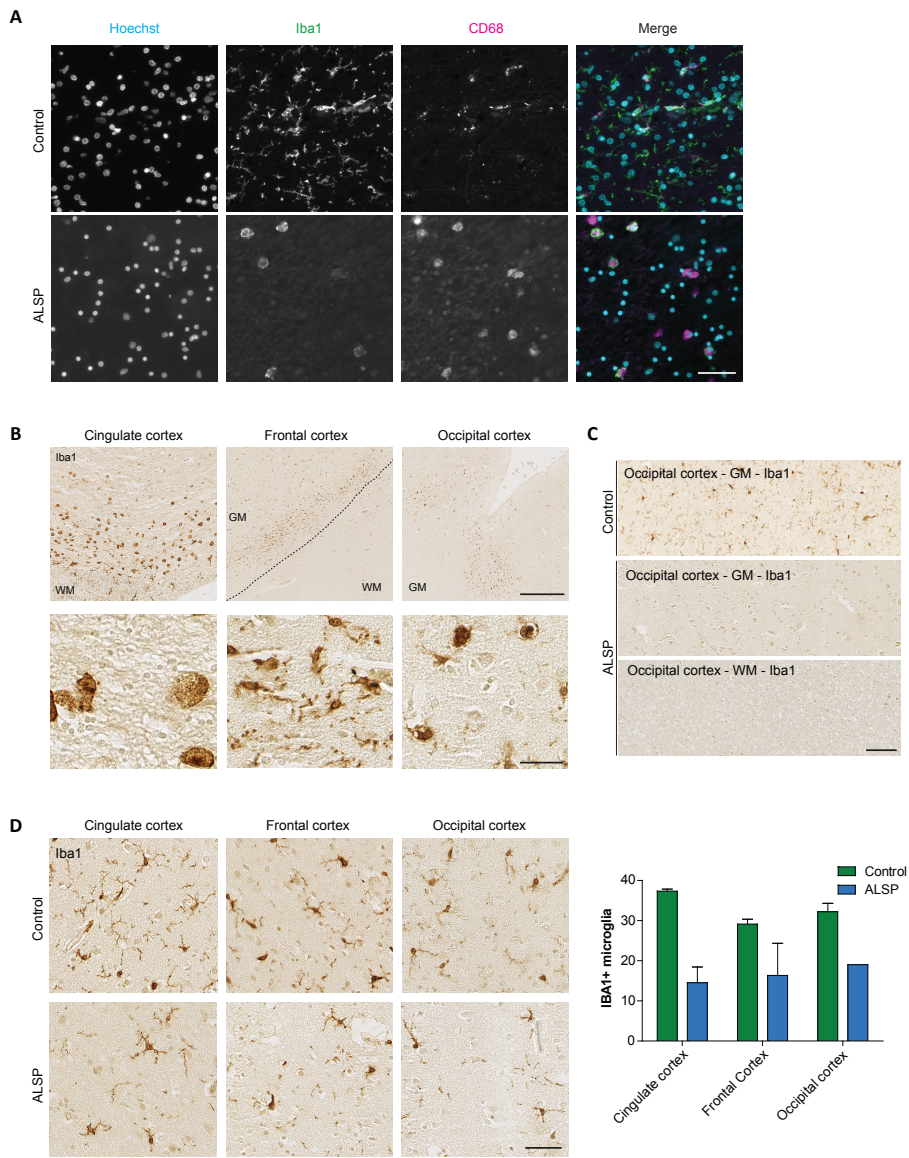 A
Hoechst
Iba1
CD68
Merge
Control
ALSP
B
Cingulate cortex
Frontal cortex
Occipital cortex
Iba1
WM
GM
WM
GM
C
Control
Occipital cortex - GM - Iba1
ALSP
Occipital cortex - GM - Iba1
Occipital cortex - WM - Iba1
D
Cingulate cortex
Frontal cortex
Occipital cortex
Control
Iba1
ALSP
Control
ALSP
IBA1+ microglia
40
30
20
10
0
Cingulate cortex
Frontal Cortex
Occipital cortex